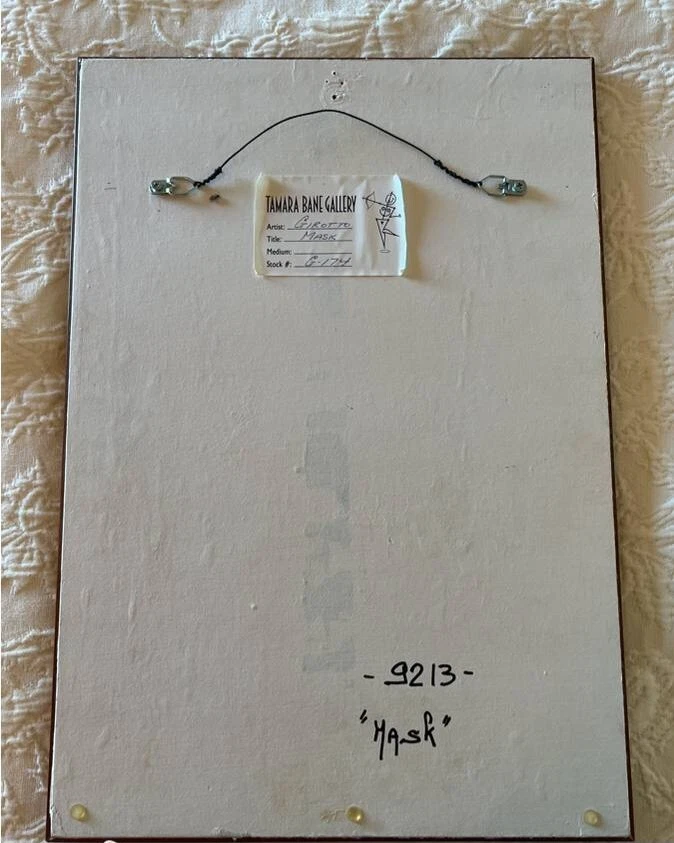 TAMARA BANE GALLERY
Artist: GIROTTO
Title: MASK
Medium:
Stock #: G-174
- 9213 -
"MASK"